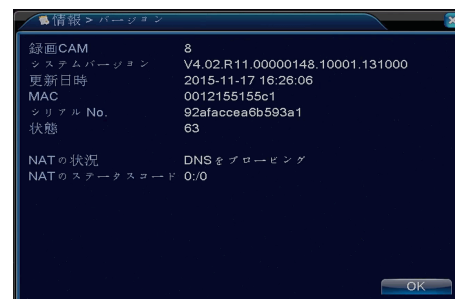 情報 > バージョン
録画CAM 8
システムバージョン V4.02.R11.00000148.10001.131000
更新日時 2015-11-17 16:26:06
MAC 0012155155c1
シリアル No. 92afaccea6b593a1
状態 63
NATの状況 DNSをプロービング
NATのステータスコード 0:/0
OK